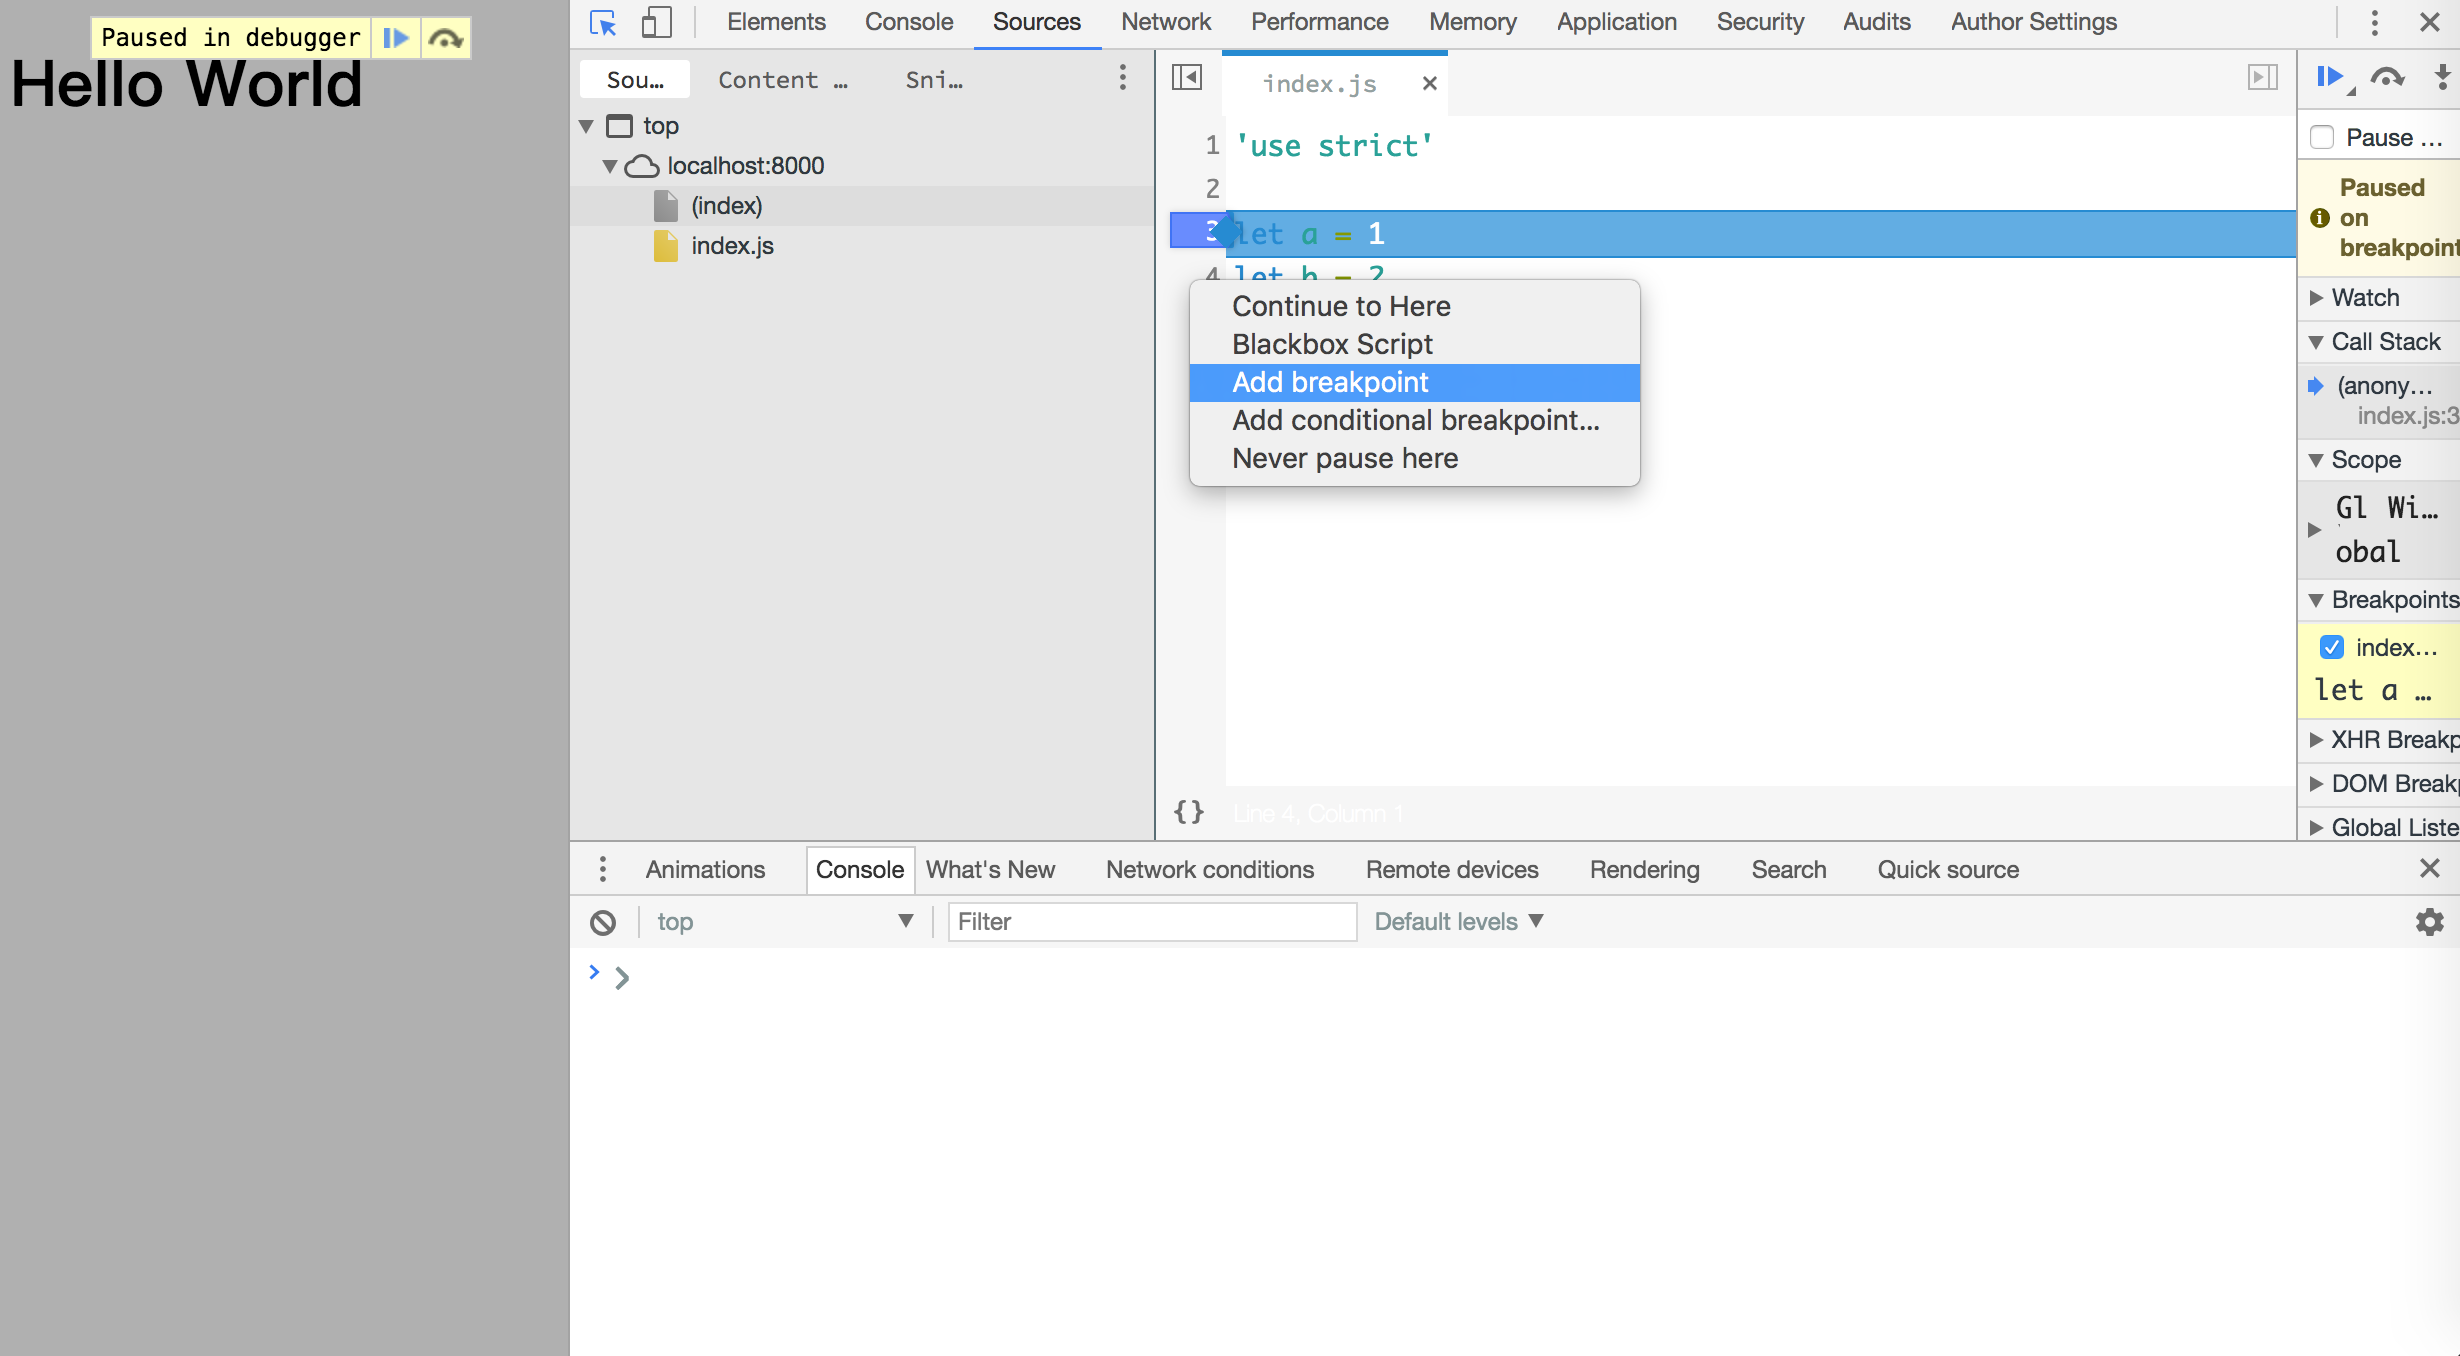 Paused in debugger
Hello World
Elements Console Sources Network Performance Memory Application Security Audits Author Settings
Sou… Content … Sni…
top
localhost:8000
(index)
index.js
index.js ×
1 'use strict'
2
3 let a = 1
4 let b = 2
Continue to Here
Blackbox Script
Add breakpoint
Add conditional breakpoint...
Never pause here
{} Line 4, Column 1
Pause …
Paused
on
breakpoint
Watch
Call Stack
(anony…
index.js:3
Scope
Gl Wi…
obal
Breakpoints
index…
let a …
XHR Breakp
DOM Break
Global Liste
Animations Console What's New Network conditions Remote devices Rendering Search Quick source
top Filter Default levels